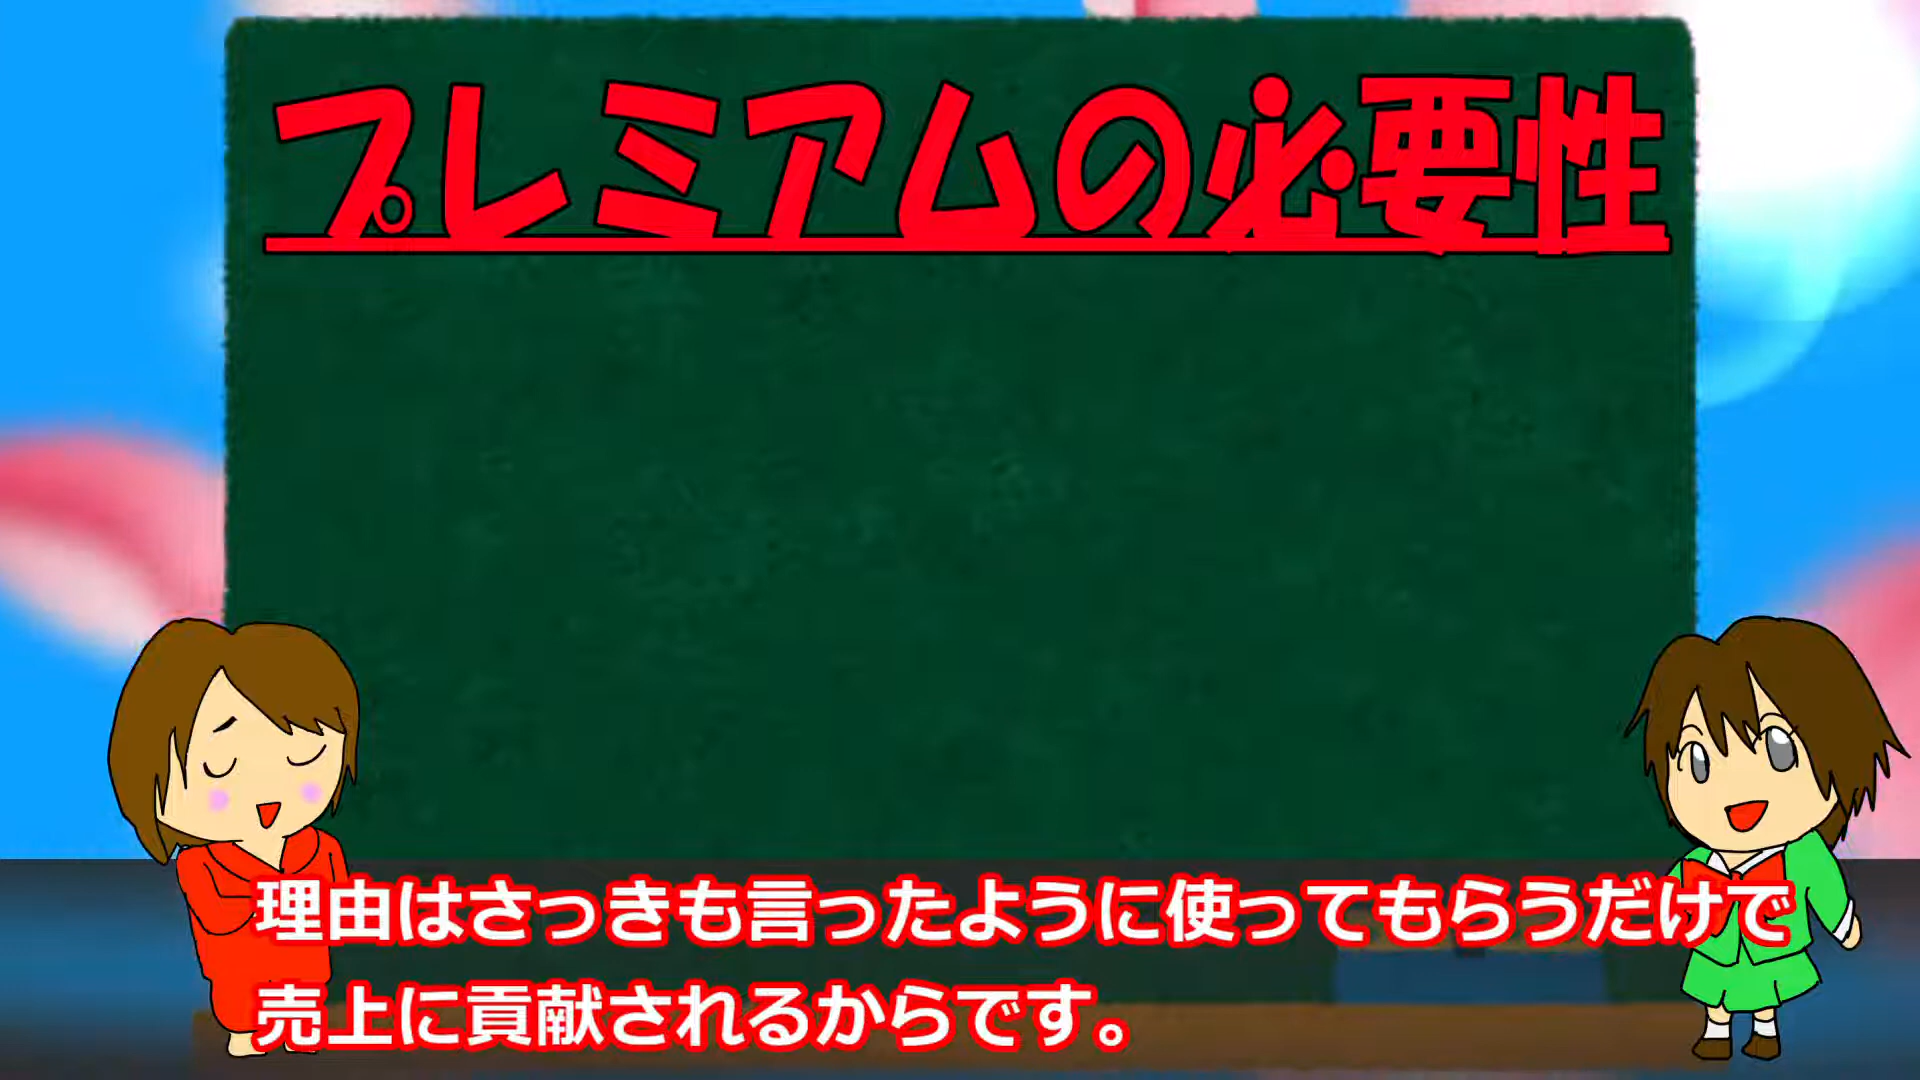 プレミアムの必要性
理由はさっきも言ったように使ってもらうだけで
売上に貢献されるからです。